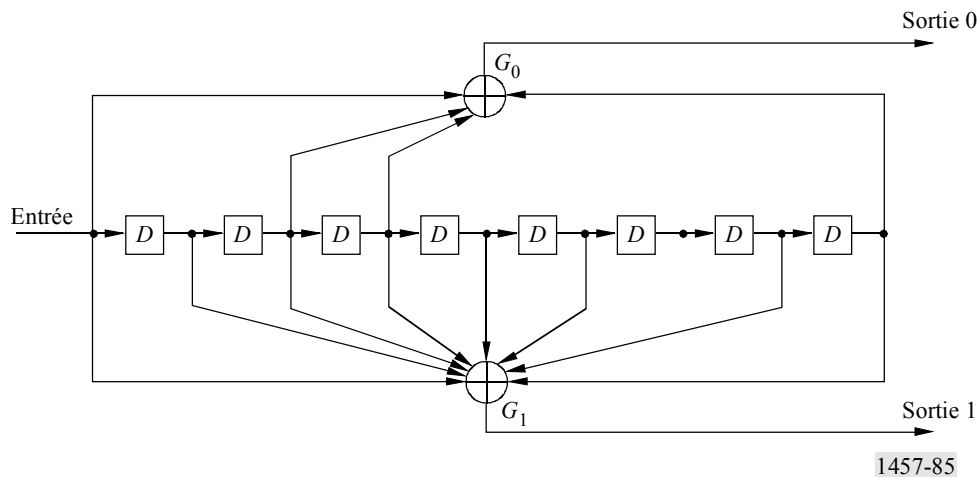 Sortie 0
G0
Entrée
D D D D D D D D
G1
Sortie 1
1457-85